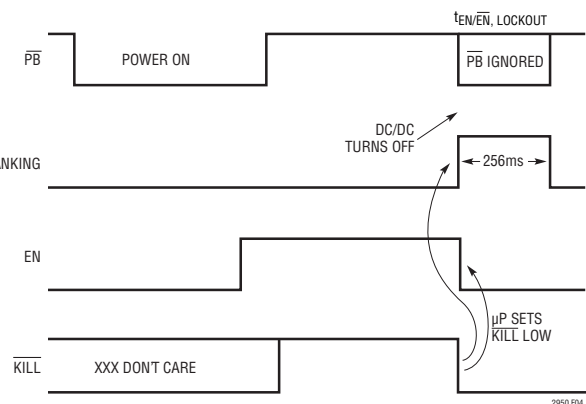 tEN/EN, LOCKOUT
PB
POWER ON
PB IGNORED
DC/DC
TURNS OFF
ANKING
256ms
EN
µP SETS
KILL LOW
KILL
XXX DON'T CARE
2950 F04